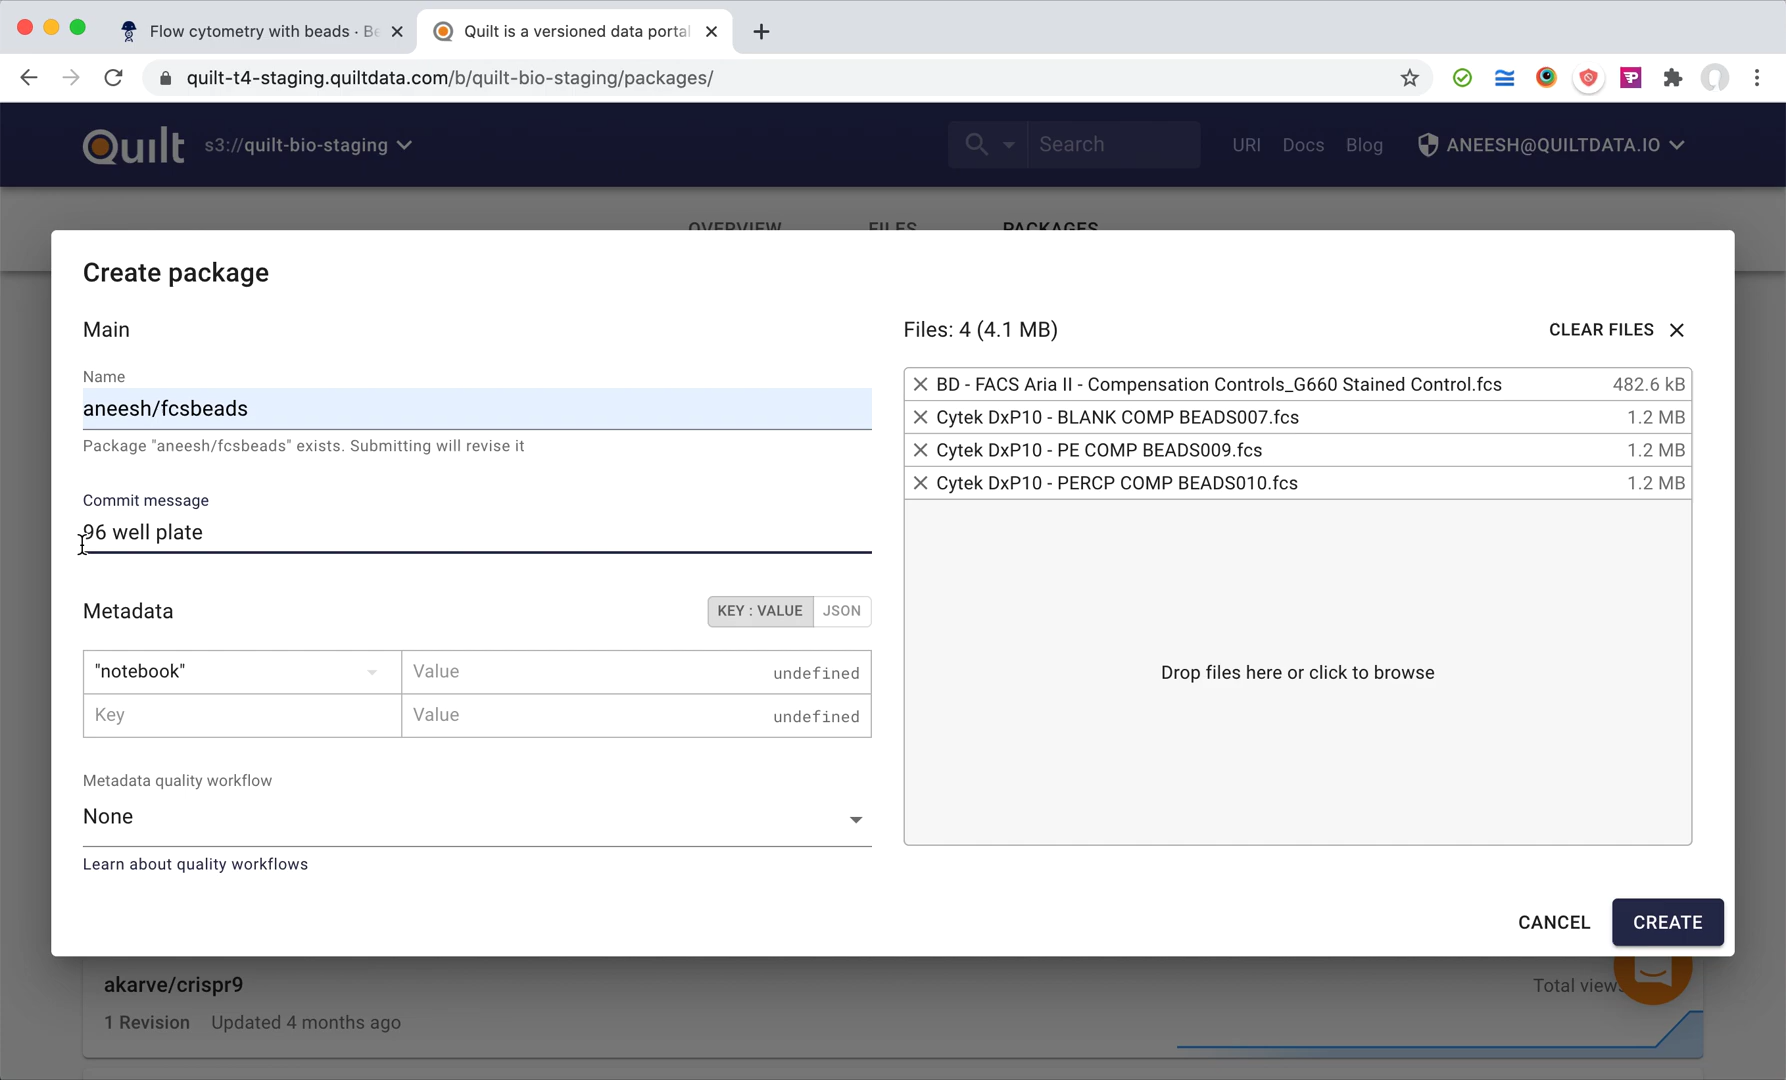 Flow cytometry with beads · Be
Quilt is a versioned data portal
quilt-t4-staging.quiltdata.com/b/quilt-bio-staging/packages/
Quilt s3://quilt-bio-staging Search URI Docs Blog ANEESH@QUILTDATA.IO
OVERVIEW FILES PACKAGES
Create package
Main
Name
aneesh/fcsbeads
Package "aneesh/fcsbeads" exists. Submitting will revise it
Commit message
96 well plate
Metadata
KEY : VALUE JSON
"notebook" Value undefined
Key Value undefined
Metadata quality workflow
None
Learn about quality workflows
Files: 4 (4.1 MB) CLEAR FILES
BD - FACS Aria II - Compensation Controls_G660 Stained Control.fcs 482.6 kB
Cytek DxP10 - BLANK COMP BEADS007.fcs 1.2 MB
Cytek DxP10 - PE COMP BEADS009.fcs 1.2 MB
Cytek DxP10 - PERCP COMP BEADS010.fcs 1.2 MB
Drop files here or click to browse
CANCEL CREATE
akarve/crispr9 Total views
1 Revision Updated 4 months ago